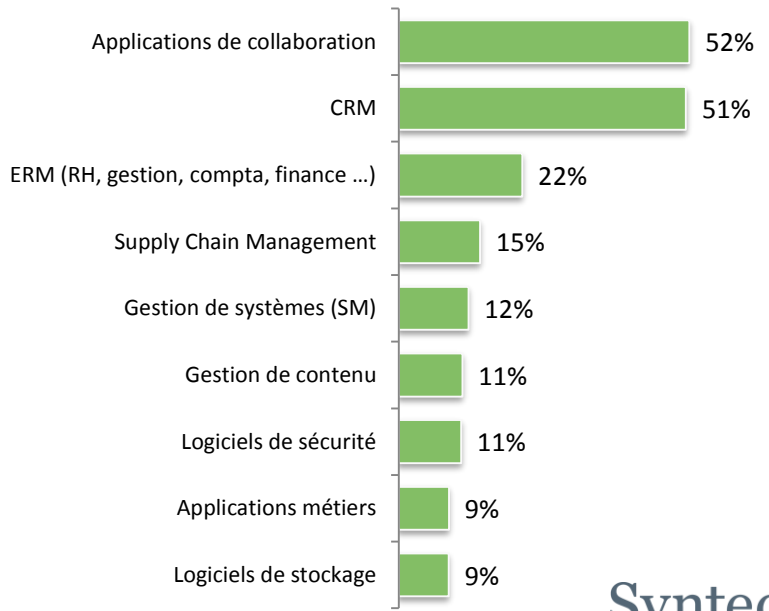 Applications de collaboration 52%
CRM 51%
ERM (RH, gestion, compta, finance …) 22%
Supply Chain Management 15%
Gestion de systèmes (SM) 12%
Gestion de contenu 11%
Logiciels de sécurité 11%
Applications métiers 9%
Logiciels de stockage 9%